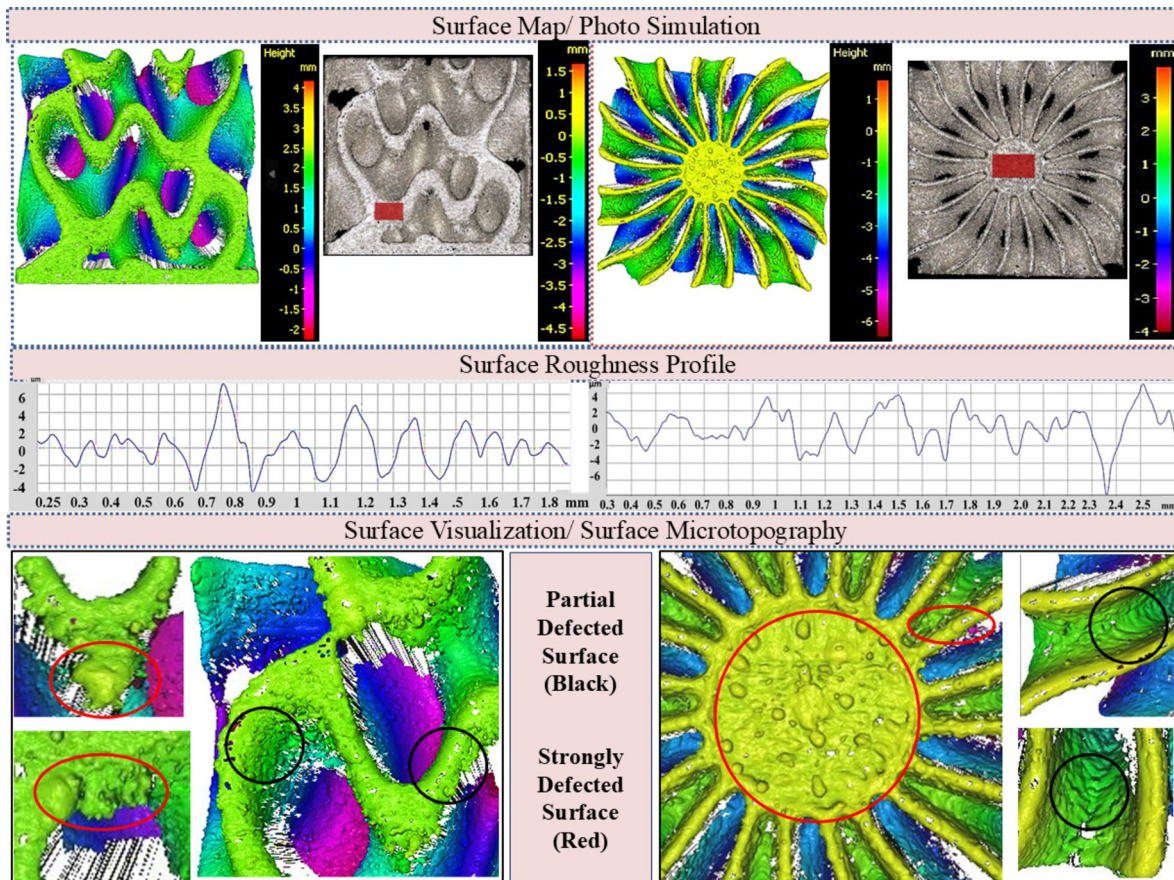 Surface Map/ Photo Simulation
Height
mm
4
3.5
3
2.5
2
1.5
1
0.5
0
-0.5
-1
-1.5
-2
mm
1.5
1
0.5
0
-0.5
-1
-1.5
-2
-2.5
-3
-3.5
-4
-4.5
Height
mm
1
0
-1
-2
-3
-4
-5
-6
mm
3
2
1
0
-1
-2
-3
-4
Surface Roughness Profile
µm
6
4
2
0
-2
-4
0.25 0.3 0.4 0.5 0.6 0.7 0.9 1 1.2 1.3 1.4 .5 1.6 1.7 1.8 mm
µm
4
2
0
-2
-4
-6
0.3 0.4 0.5 0.6 0.7 0.8 0.9 1.0 1.1 1.2 1.3 1.4 1.5 1.6 1.7 1.8 1.9 2.0 2.1 2.2 2.3 2.4 2.5 mm
Surface Visualization/ Surface Microtopography
Partial
Defected
Surface
(Black)
Strongly
Defected
Surface
(Red)